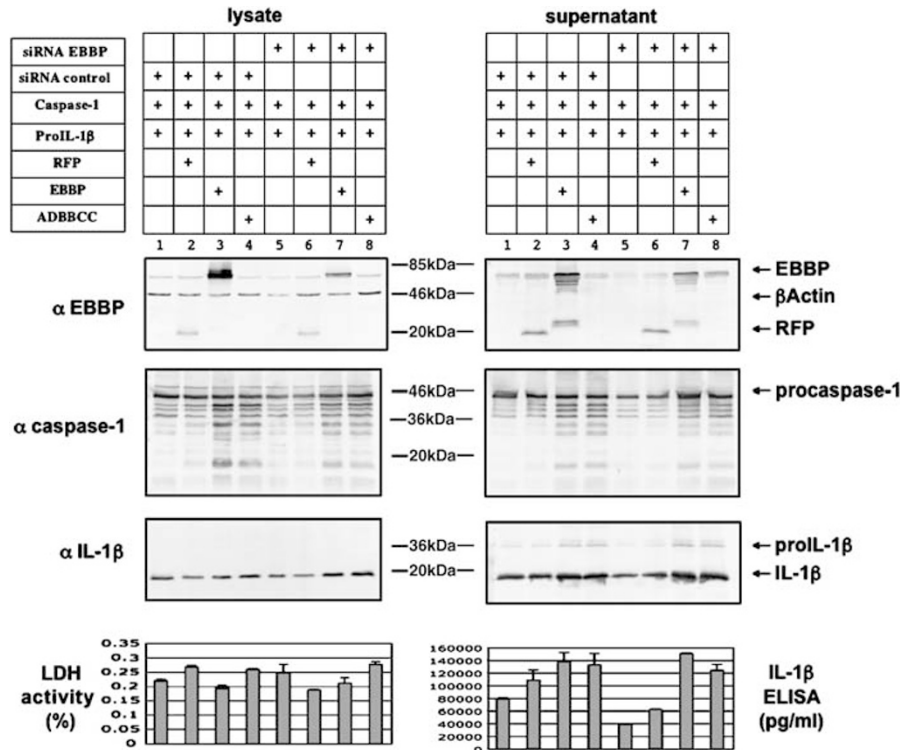 lysate supernatant
siRNA EBBP + + + + + + + +
siRNA control + + + + + + + +
Caspase-1 + + + + + + + + + + + + + + + +
ProIL-1β + + + + + + + + + + + + + + + +
RFP + + + +
EBBP + + + +
ADBBCC + + + +
1 2 3 4 5 6 7 8 1 2 3 4 5 6 7 8
α EBBP
85kDa
46kDa
20kDa
EBBP
βActin
RFP
α caspase-1
46kDa
36kDa
20kDa
procaspase-1
α IL-1β
36kDa
20kDa
proIL-1β
IL-1β
LDH
activity
(%)
0.35
0.3
0.25
0.2
0.15
0.1
0.05
0
160000
140000
120000
100000
80000
60000
40000
20000
0
IL-1β
ELISA
(pg/ml)